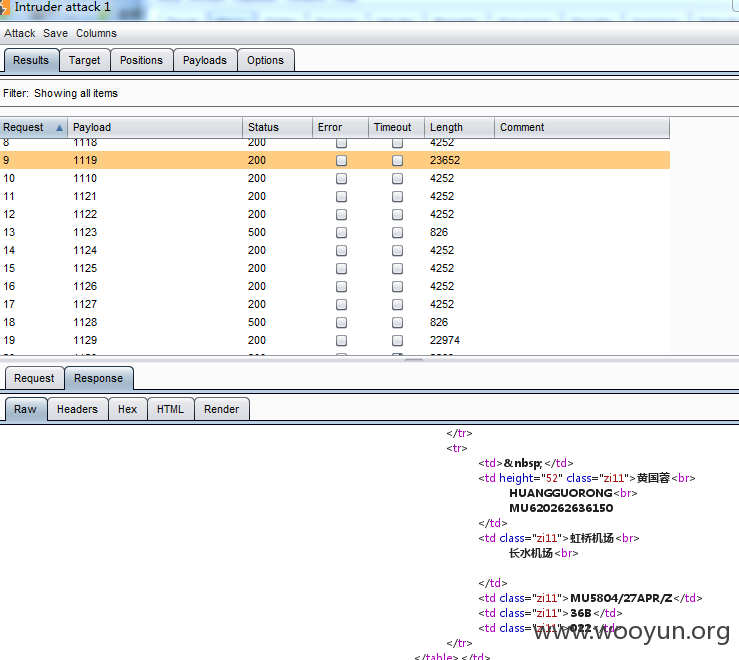 Intruder attack 1
Attack Save Columns
Results Target Positions Payloads Options
Filter: Showing all items
Request Payload Status Error Timeout Length Comment
8 1118 200 4252
9 1119 200 23652
10 1110 200 4252
11 1121 200 4252
12 1122 200 4252
13 1123 500 826
14 1124 200 4252
15 1125 200 4252
16 1126 200 4252
17 1127 200 4252
18 1128 500 826
19 1129 200 22974
Request Response
Raw Headers Hex HTML Render
</tr>
<tr>
<td>&nbsp;</td>
<td height="52" class="zi11">黄国蓉<br>
HUANGGUORONG<br>
MU620262636150
</td>
<td class="zi11">虹桥机场<br>
长水机场<br>
</td>
<td class="zi11">MU5804/27APR/Z</td>
<td class="zi11">36B</td>
<td class="zi11">022</td>
www.wooyun.org
</tr>
</table></td>